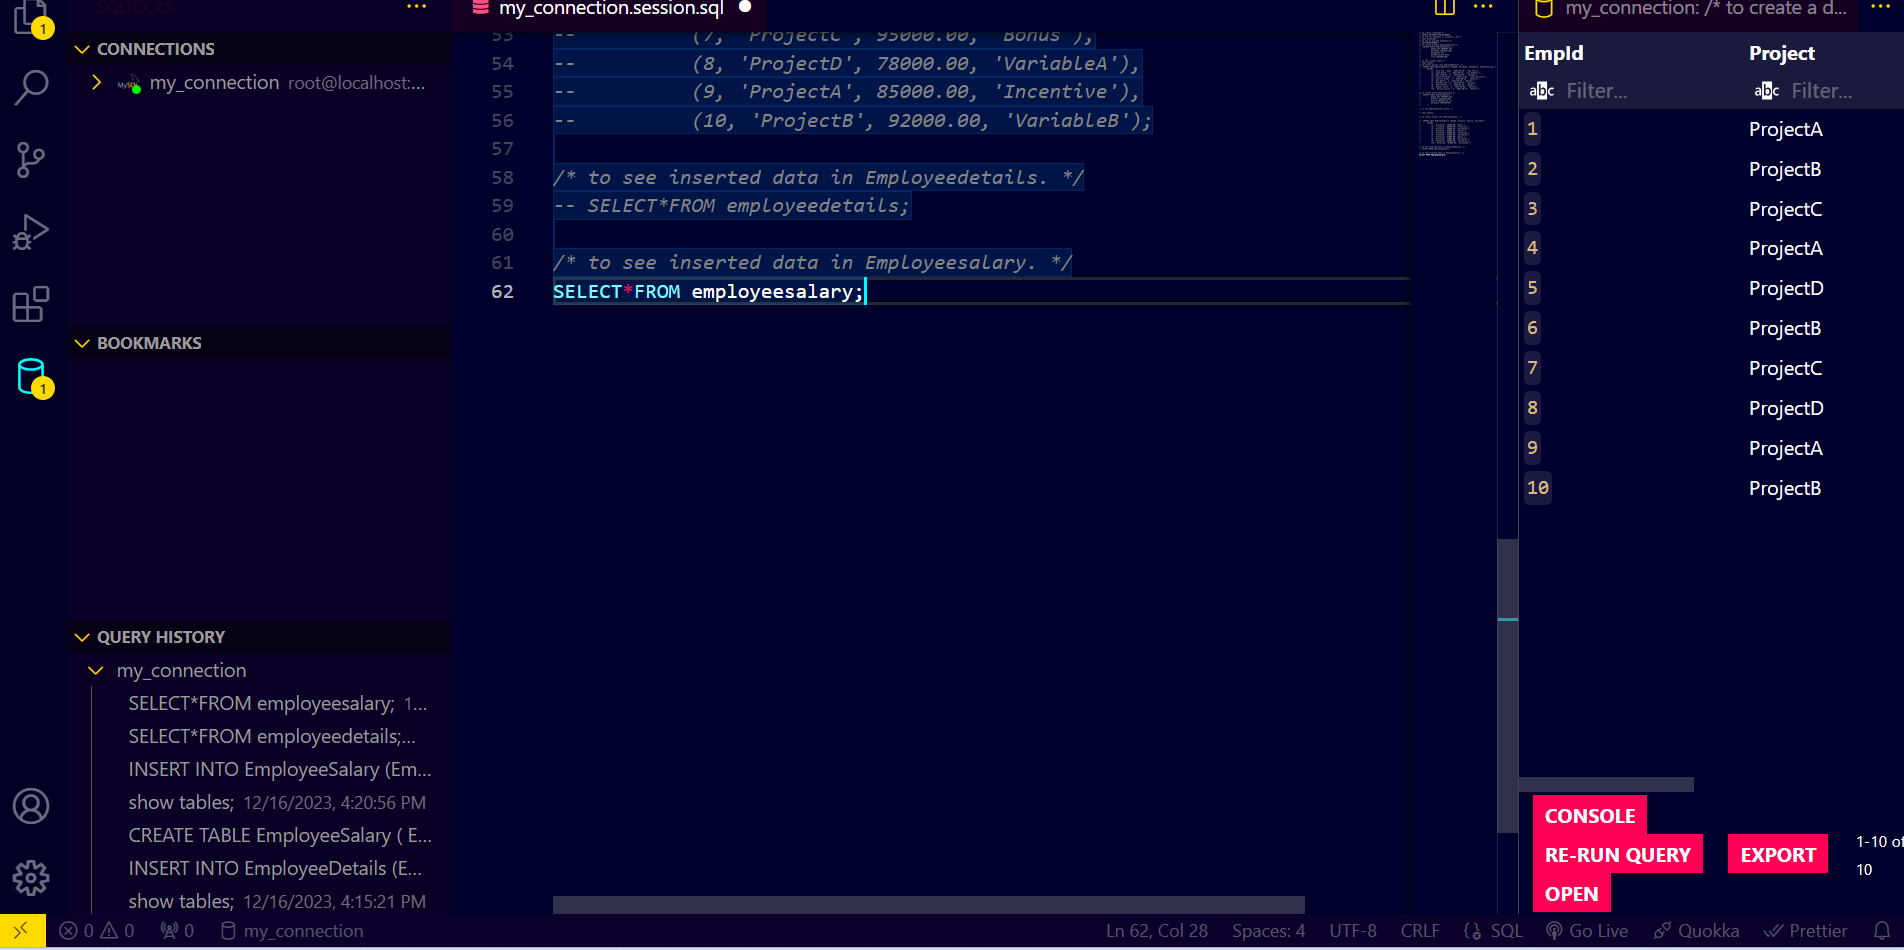 SQLTOOLS
CONNECTIONS
my_connection root@localhost:...
BOOKMARKS
QUERY HISTORY
my_connection
SELECT*FROM employeesalary; 1...
SELECT*FROM employeedetails;...
INSERT INTO EmployeeSalary (Em...
show tables; 12/16/2023, 4:20:56 PM
CREATE TABLE EmployeeSalary ( E...
INSERT INTO EmployeeDetails (E...
show tables; 12/16/2023, 4:15:21 PM
1
1
my_connection.session.sql
53 -- (7, 'ProjectC', 95000.00, 'Bonus'),
54 -- (8, 'ProjectD', 78000.00, 'VariableA'),
55 -- (9, 'ProjectA', 85000.00, 'Incentive'),
56 -- (10, 'ProjectB', 92000.00, 'VariableB');
57
58 /* to see inserted data in Employeedetails. */
59 -- SELECT*FROM employeedetails;
60
61 /* to see inserted data in Employeesalary. */
62 SELECT*FROM employeesalary;
my_connection: /* to create a d...
EmpId Project
abc Filter... abc Filter...
1 ProjectA
2 ProjectB
3 ProjectC
4 ProjectA
5 ProjectD
6 ProjectB
7 ProjectC
8 ProjectD
9 ProjectA
10 ProjectB
CONSOLE
RE-RUN QUERY EXPORT
OPEN
1-10 of
10
0 0 0 my_connection Ln 62, Col 28 Spaces: 4 UTF-8 CRLF SQL Go Live Quokka Prettier